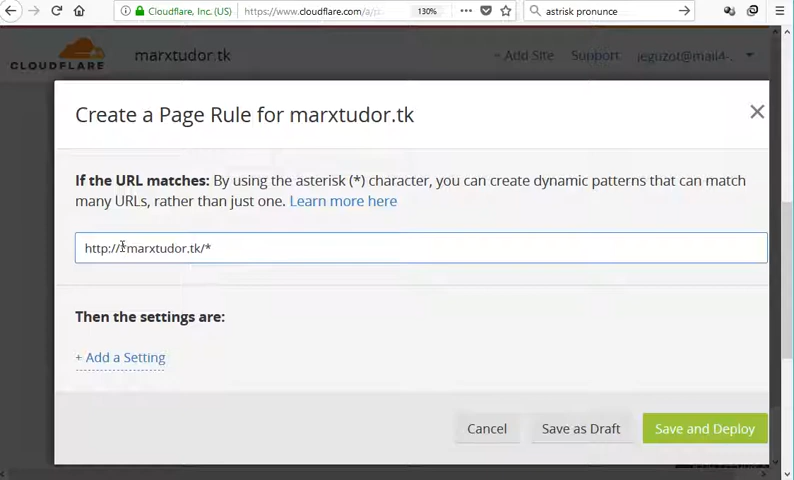 Cloudflare, Inc. (US)
https://www.cloudflare.com/a/
130%
astrisk pronunce
CLOUDFLARE
marxtudor.tk
+ Add Site
Support
jeguzot@mail4-..
Create a Page Rule for marxtudor.tk
If the URL matches: By using the asterisk (*) character, you can create dynamic patterns that can match
many URLs, rather than just one. Learn more here
http://*marxtudor.tk/*
Then the settings are:
+ Add a Setting
Cancel
Save as Draft
Save and Deploy